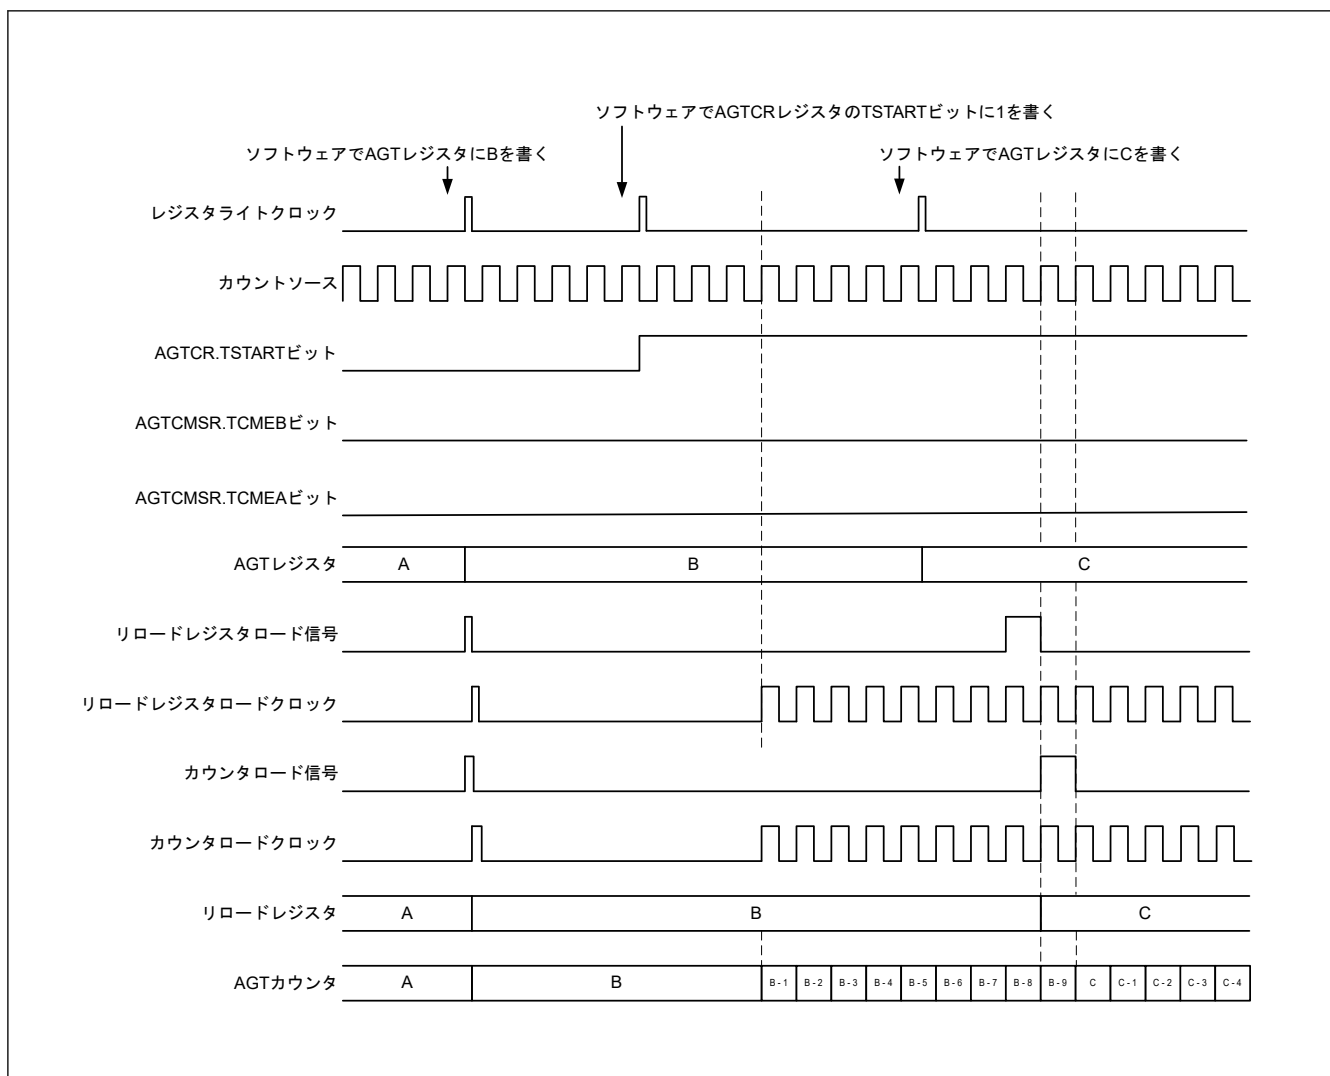 ソフトウェアでAGTCRレジスタのTSTARTビットに1を書く
ソフトウェアでAGTレジスタにBを書く
ソフトウェアでAGTレジスタにCを書く
レジスタライトクロック
カウントソース
AGTCR.TSTARTビット
AGTCMSR.TCMEBビット
AGTCMSR.TCMEAビット
AGTレジスタ A B C
リロードレジスタロード信号
リロードレジスタロードクロック
カウンタロード信号
カウンタロードクロック
リロードレジスタ A B C
AGTカウンタ A B B-1 B-2 B-3 B-4 B-5 B-6 B-7 B-8 B-9 C C-1 C-2 C-3 C-4